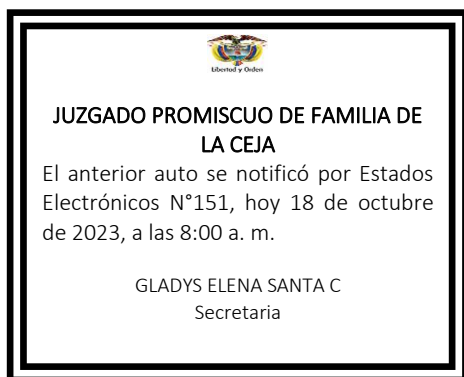 Libertad y Orden
JUZGADO PROMISCUO DE FAMILIA DE
LA CEJA
El anterior auto se notificó por Estados
Electrónicos N°151, hoy 18 de octubre
de 2023, a las 8:00 a. m.
GLADYS ELENA SANTA C
Secretaria